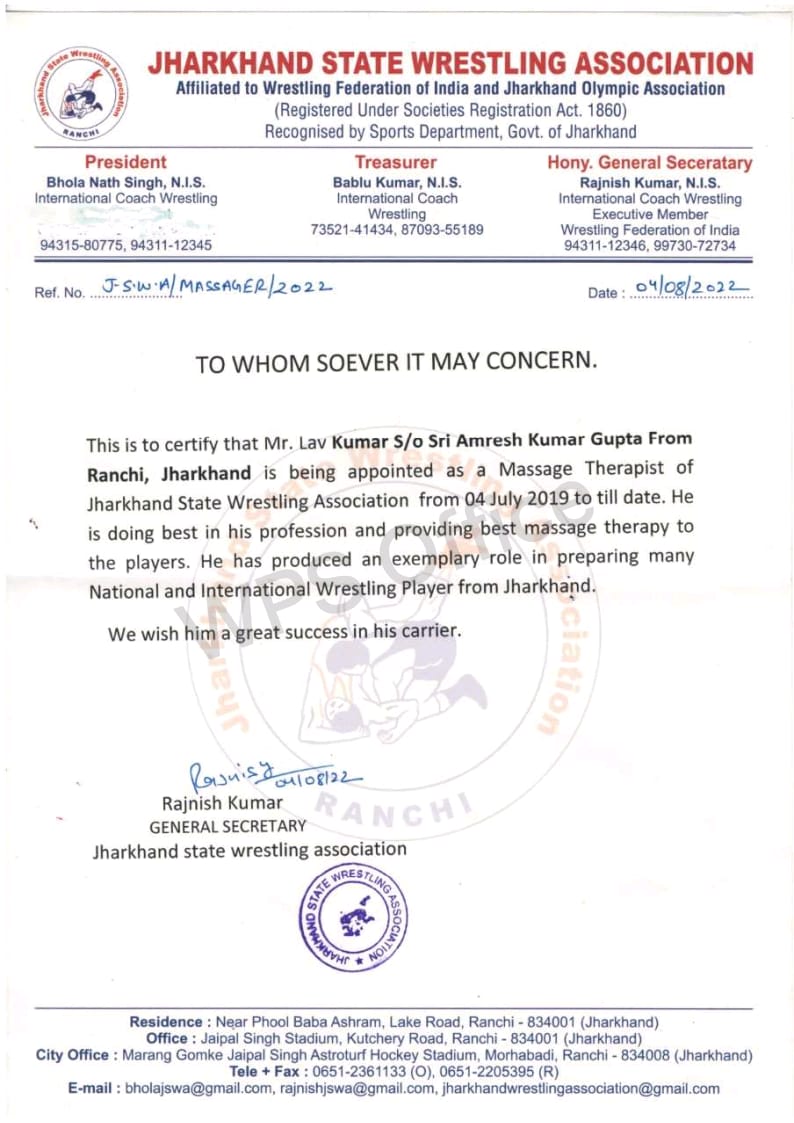 Jharkhand State Wrestling Association
RANCHI
JHARKHAND STATE WRESTLING ASSOCIATION
Affiliated to Wrestling Federation of India and Jharkhand Olympic Association
(Registered Under Societies Registration Act. 1860)
Recognised by Sports Department, Govt. of Jharkhand
President
Bhola Nath Singh, N.I.S.
International Coach Wrestling
94315-80775, 94311-12345
Treasurer
Bablu Kumar, N.I.S.
International Coach
Wrestling
73521-41434, 87093-55189
Hony. General Seceratary
Rajnish Kumar, N.I.S.
International Coach Wrestling
Executive Member
Wrestling Federation of India
94311-12346, 99730-72734
Ref. No. J-S.W.A/MASSAGER/2022
Date : 04/08/2022
TO WHOM SOEVER IT MAY CONCERN.
This is to certify that Mr. Lav Kumar S/o Sri Amresh Kumar Gupta From
Ranchi, Jharkhand is being appointed as a Massage Therapist of
Jharkhand State Wrestling Association from 04 July 2019 to till date. He
is doing best in his profession and providing best massage therapy to
the players. He has produced an exemplary role in preparing many
National and International Wrestling Player from Jharkhand.
We wish him a great success in his carrier.
WPS Office
Jharkhand State Wrestling Association
RANCHI
Rajnish
04/08/22
Rajnish Kumar
GENERAL SECRETARY
Jharkhand state wrestling association
JHARKHAND STATE WRESTLING ASSOCIATION
Residence : Near Phool Baba Ashram, Lake Road, Ranchi - 834001 (Jharkhand)
Office : Jaipal Singh Stadium, Kutchery Road, Ranchi - 834001 (Jharkhand)
City Office : Marang Gomke Jaipal Singh Astroturf Hockey Stadium, Morhabadi, Ranchi - 834008 (Jharkhand)
Tele + Fax : 0651-2361133 (O), 0651-2205395 (R)
E-mail : bholajswa@gmail.com, rajnishjswa@gmail.com, jharkhandwrestlingassociation@gmail.com